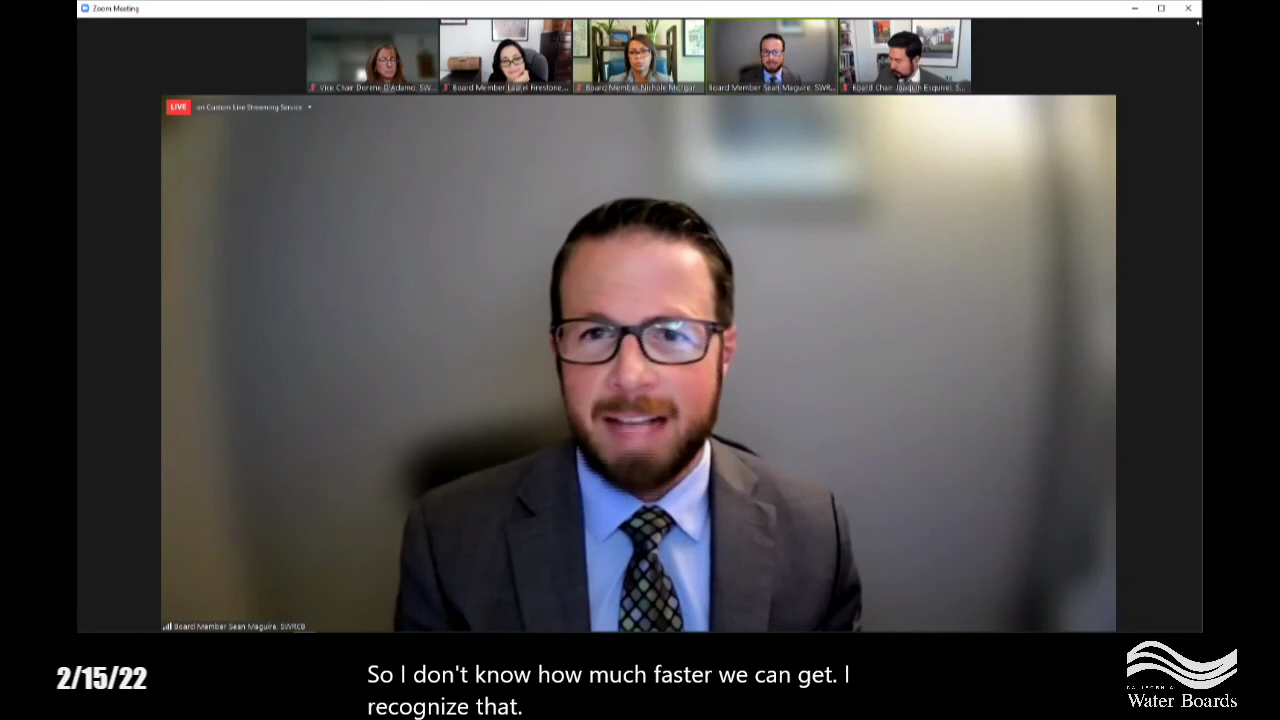 Zoom Meeting
Vice Chair Dorene D'Adamo, SW...
Board Member Laurel Firestone,...
Board Member Nichole Morgan
Board Member Sean Maguire, SWR...
Board Chair Joaquin Esquivel, S...
LIVE on Custom Live Streaming Service
Board Member Sean Maguire, SWRCB
2/15/22
So I don't know how much faster we can get. I
recognize that.
CALIFORNIA
Water Boards